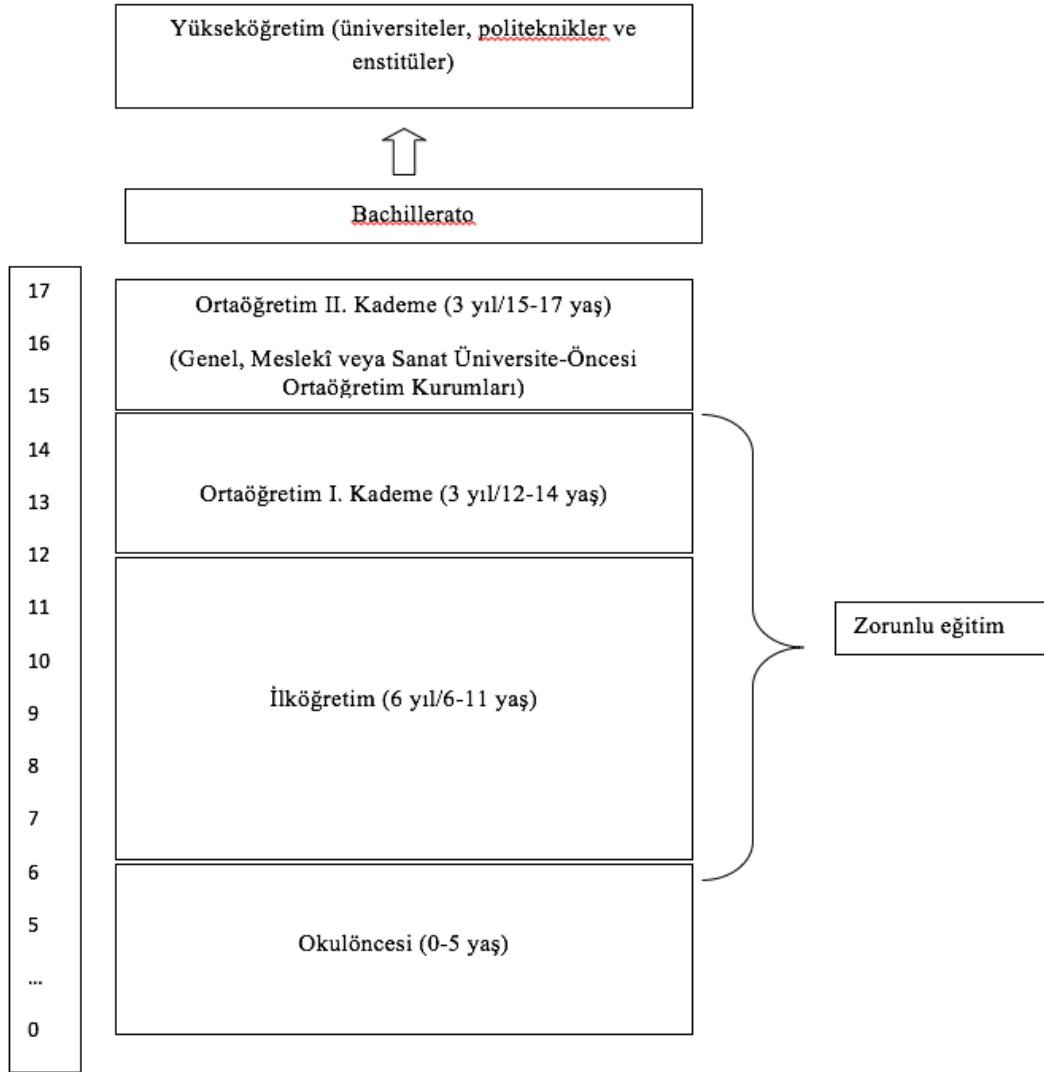 Yükseköğretim (üniversiteler, politeknikler ve
enstitüler)
Bachillerato
17
Ortaöğretim II. Kademe (3 yıl/15-17 yaş)
16
(Genel, Meslekî veya Sanat Üniversite-Öncesi
Ortaöğretim Kurumları)
15
14
13
Ortaöğretim I. Kademe (3 yıl/12-14 yaş)
12
11
Zorunlu eğitim
10
9
İlköğretim (6 yıl/6-11 yaş)
8
7
6
5
Okulöncesi (0-5 yaş)
...
0